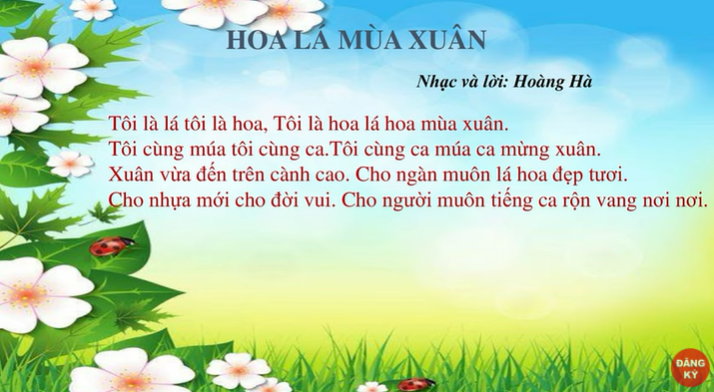 HOA LÁ MÙA XUÂN
Nhạc và lời: Hoàng Hà
Tôi là lá tôi là hoa, Tôi là hoa lá hoa mùa xuân.
Tôi cùng múa tôi cùng ca.Tôi cùng ca múa ca mừng xuân.
Xuân vừa đến trên cành cao. Cho ngàn muôn lá hoa đẹp tươi.
Cho nhựa mới cho đời vui. Cho người muôn tiếng ca rộn vang nơi nơi.
ĐĂNG
KÝ